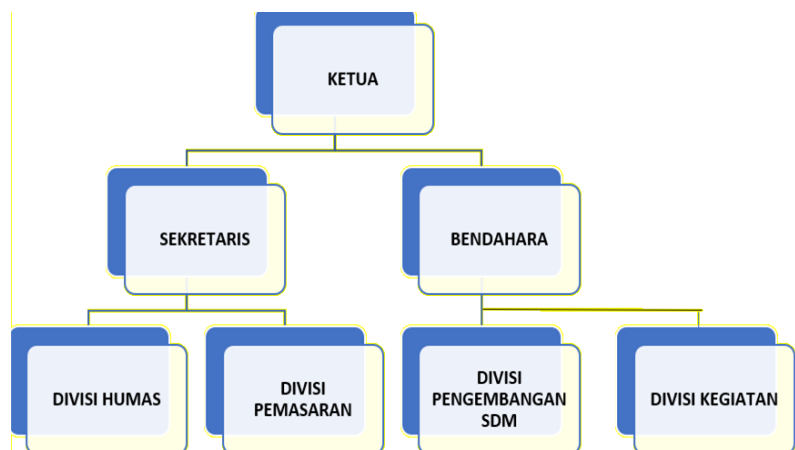 KETUA
SEKRETARIS
BENDAHARA
DIVISI HUMAS
DIVISI
PEMASARAN
DIVISI
PENGEMBANGAN
SDM
DIVISI KEGIATAN